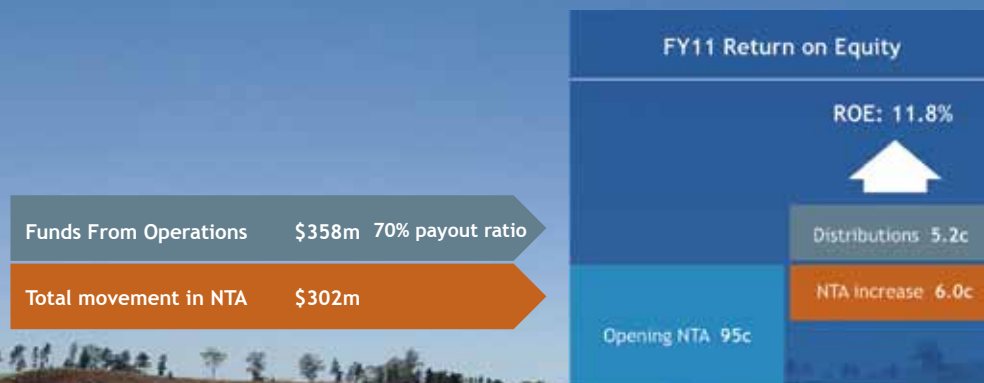 FY11 Return on Equity
ROE: 11.8%
Funds From Operations $358m 70% payout ratio
Distributions 5.2c
Total movement in NTA $302m
NTA increase 6.0c
Opening NTA 95c